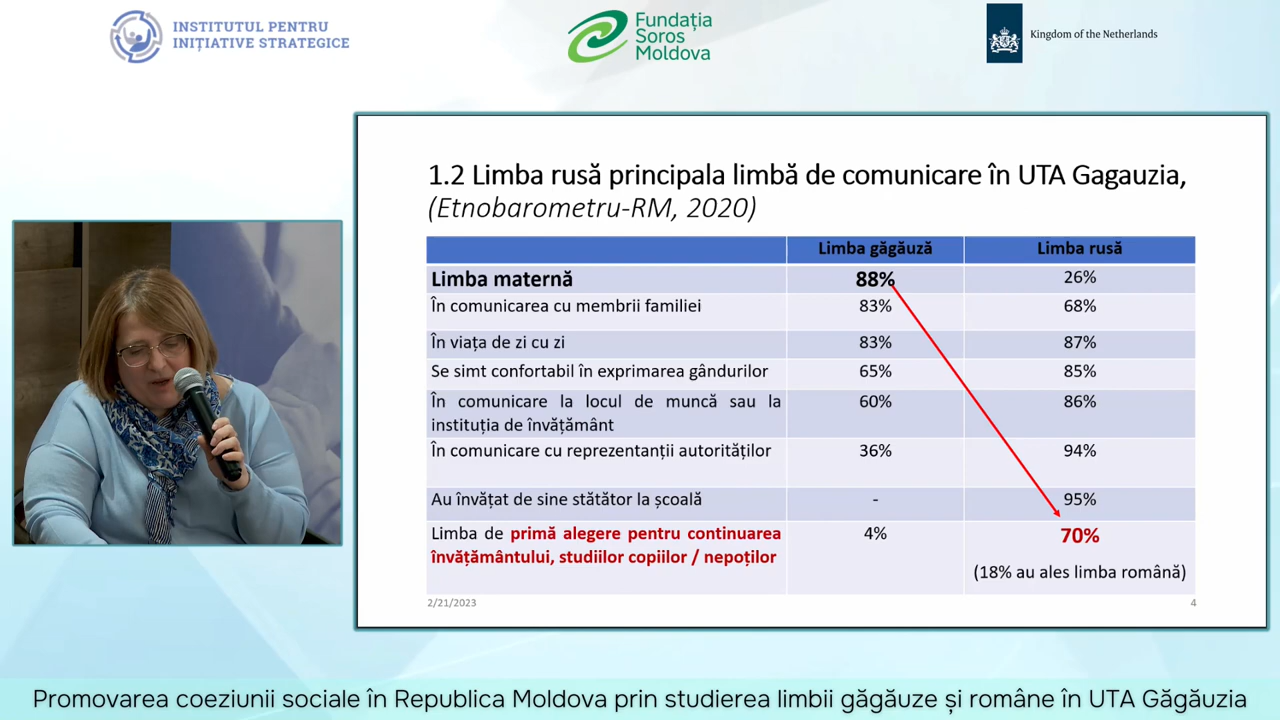 INSTITUTUL PENTRU
INIȚIATIVE STRATEGICE
Fundația
Soros
Moldova
Kingdom of the Netherlands
1.2 Limba rusă principala limbă de comunicare în UTA Gagauzia,
(Etnobarometru-RM, 2020)
Limba găgăuză Limba rusă
Limba maternă 88% 26%
În comunicarea cu membrii familiei 83% 68%
În viața de zi cu zi 83% 87%
Se simt confortabil în exprimarea gândurilor 65% 85%
În comunicare la locul de muncă sau la 60% 86%
instituția de învățământ
În comunicare cu reprezentanții autorităților 36% 94%
Au învățat de sine stătător la școală - 95%
Limba de primă alegere pentru continuarea 4% 70%
învățământului, studiilor copiilor / nepoților
(18% au ales limba română)
2/21/2023 4
Promovarea coeziunii sociale în Republica Moldova prin studierea limbii găgăuze și române în UTA Găgăuzia